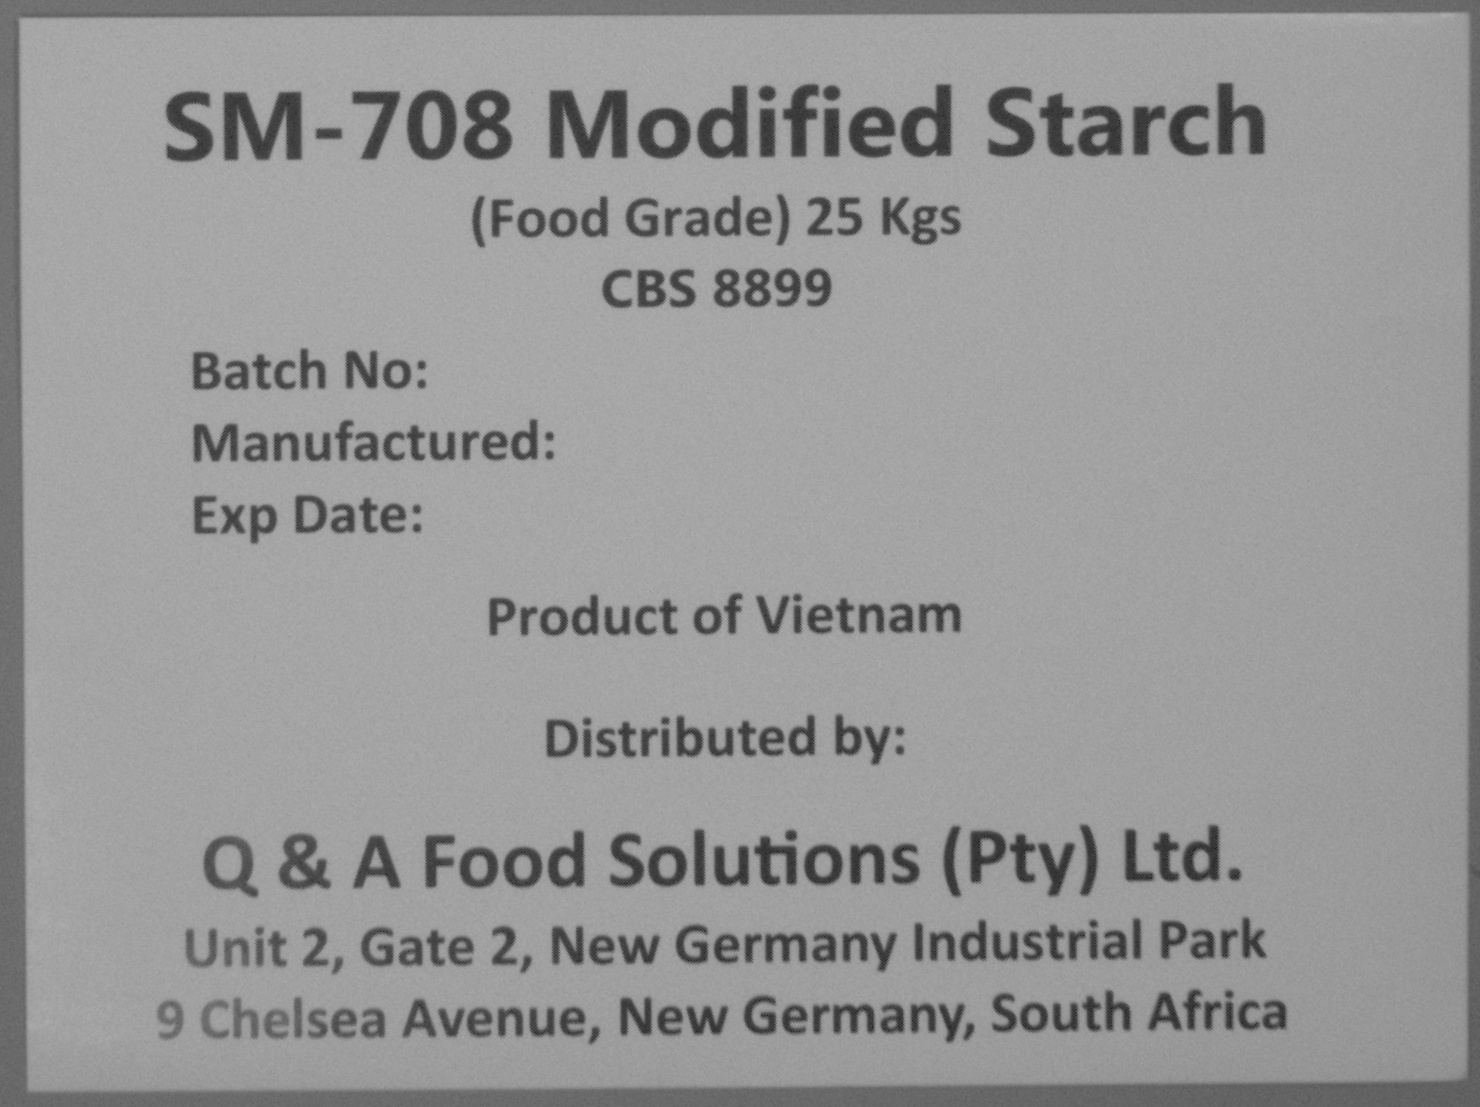 SM-708 Modified Starch
(Food Grade) 25 Kgs
CBS 8899
Batch No:
Manufactured:
Exp Date:
Product of Vietnam
Distributed by:
Q & A Food Solutions (Pty) Ltd.
Unit 2, Gate 2, New Germany Industrial Park
9 Chelsea Avenue, New Germany, South Africa